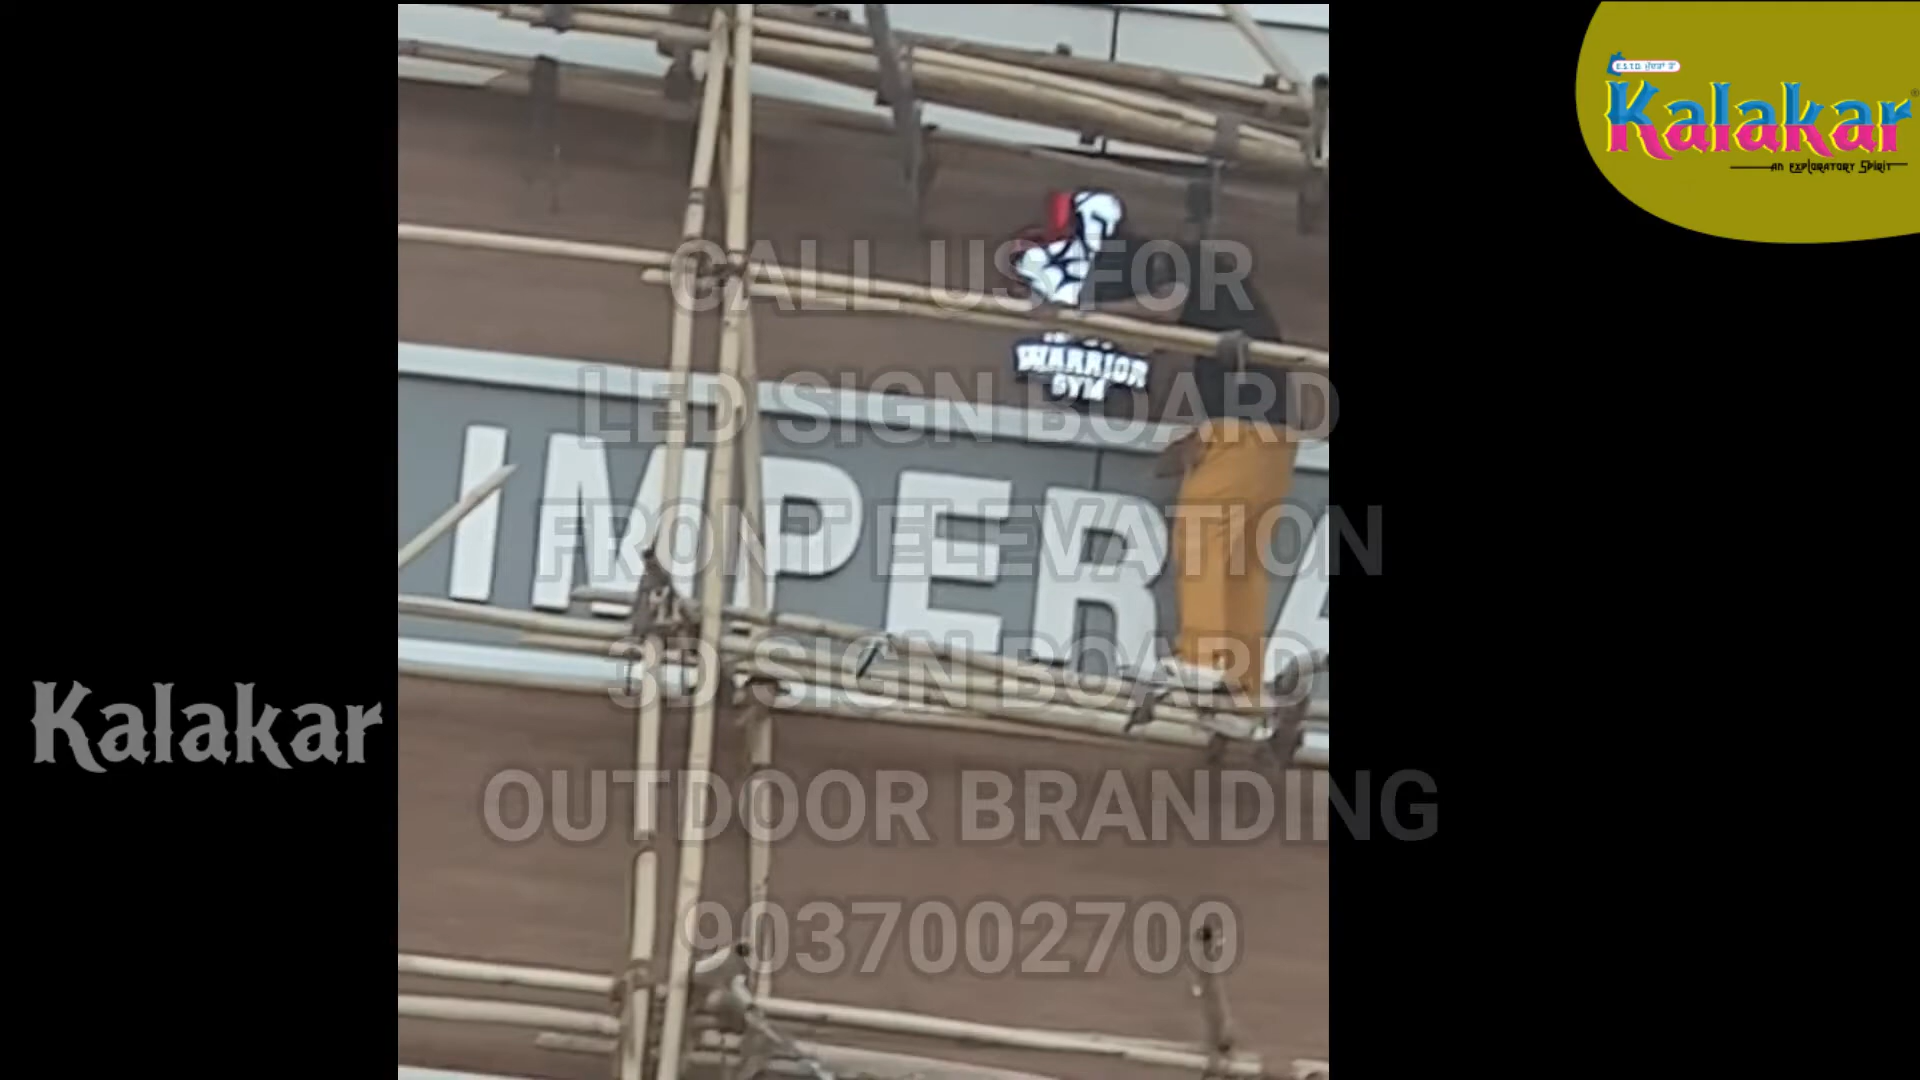 Kalakar
AN EXPLORATORY SPIRIT
CALL US FOR
WARRIOR
GYM
LED SIGN BOARD
IMPERIA
FRONT ELEVATION
3D SIGN BOARD
Kalakar
OUTDOOR BRANDING
9037002700